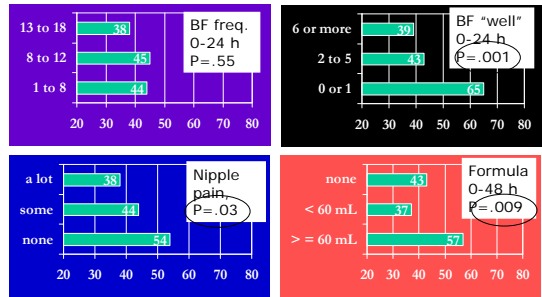 BF freq.
0-24 h
P=.55
13 to 18
38
8 to 12
45
1 to 8
44
20 30 40 50 60 70 80
BF “well”
0-24 h
P=.001
6 or more
39
2 to 5
43
0 or 1
65
20 30 40 50 60 70 80
Nipple
pain,
P=.03
a lot
38
some
44
none
54
20 30 40 50 60 70 80
Formula
0-48 h
P=.009
none
43
< 60 mL
37
> = 60 mL
57
20 30 40 50 60 70 80